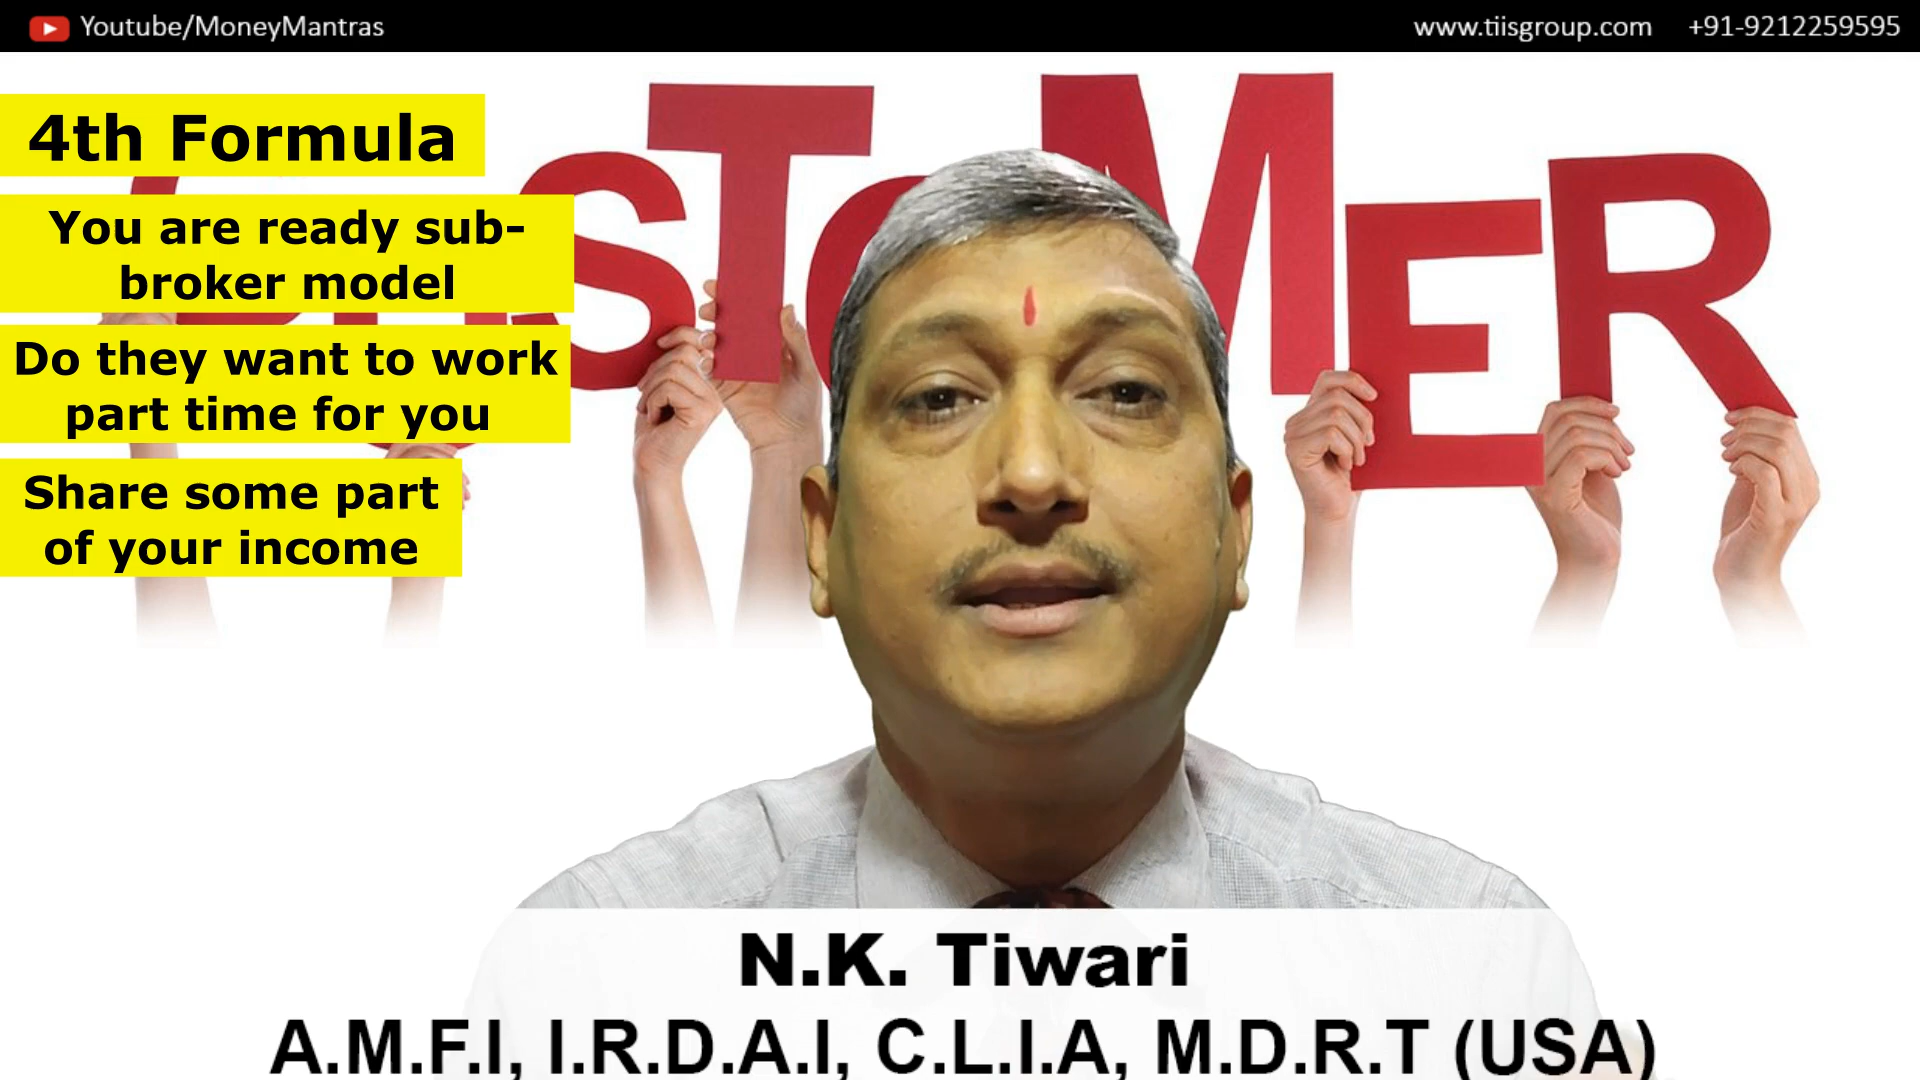 Youtube/MoneyMantras
www.tiisgroup.com +91-9212259595
4th Formula
You are ready sub-
broker model
Do they want to work
part time for you
Share some part
of your income
CUSTOMER
N.K. Tiwari
A.M.F.I, I.R.D.A.I, C.L.I.A, M.D.R.T (USA)